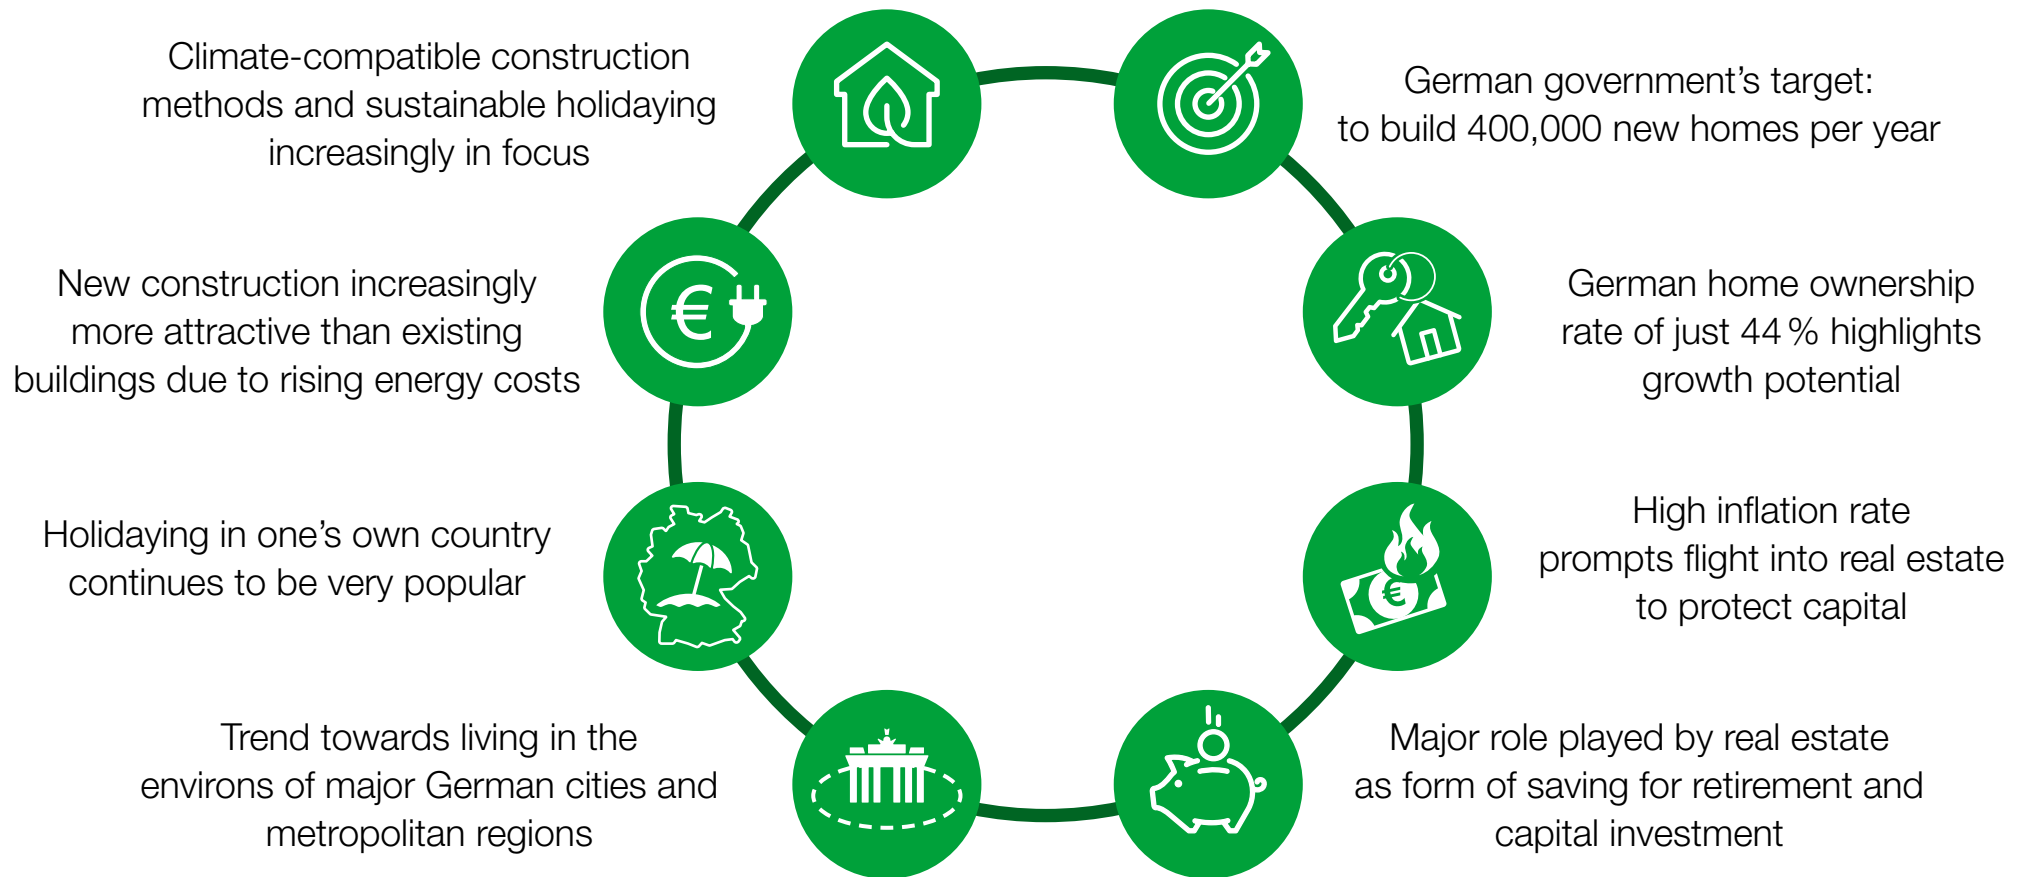 Climate-compatible construction
methods and sustainable holidaying
increasingly in focus
German government’s target:
to build 400,000 new homes per year
New construction increasingly
more attractive than existing
buildings due to rising energy costs
€
German home ownership
rate of just 44 % highlights
growth potential
Holidaying in one’s own country
continues to be very popular
High inflation rate
prompts flight into real estate
to protect capital
€
Trend towards living in the
environs of major German cities and
metropolitan regions
Major role played by real estate
as form of saving for retirement and
capital investment